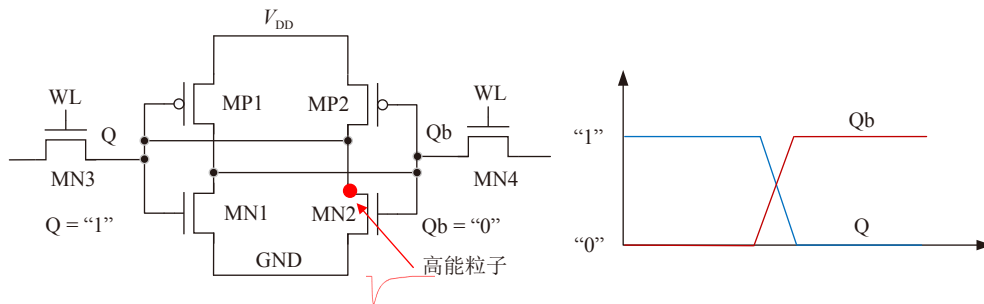 V_DD
WL
Q
MP1
MP2
Qb
WL
MN3
MN4
MN1
MN2
Q = “1”
Qb = “0”
GND
高能粒子
“1”
Qb
“0”
Q